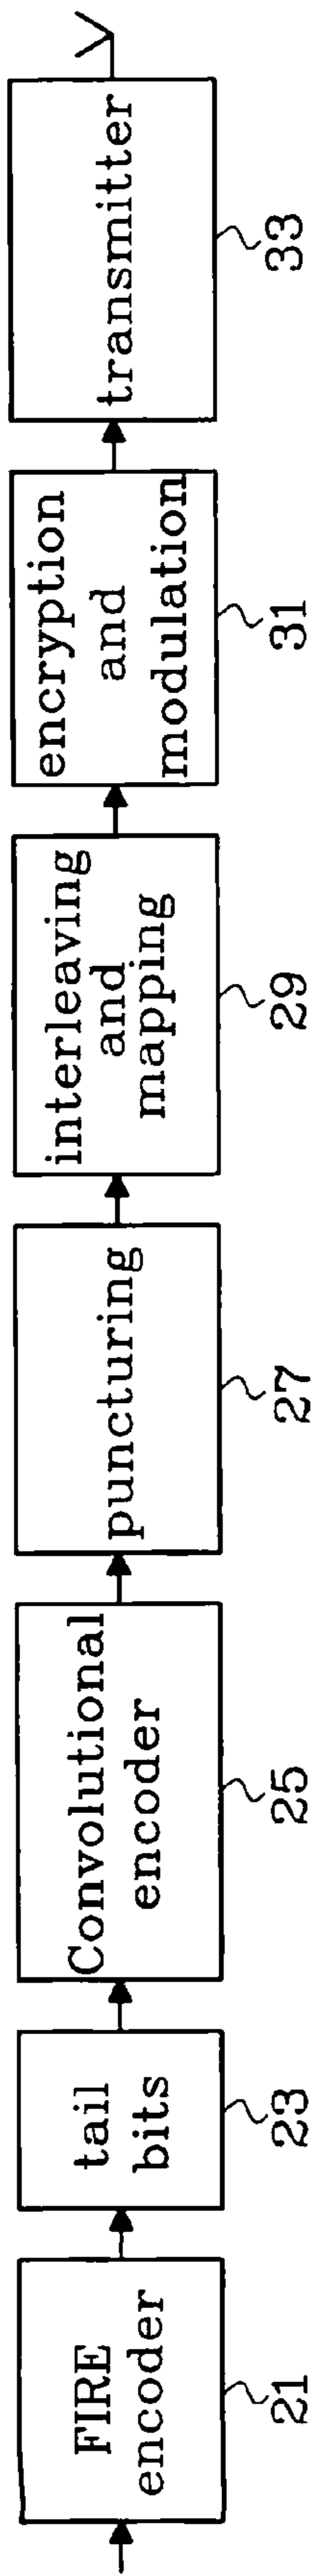 FIRE
encoder
21
tail
bits
23
Convolutional
encoder
25
puncturing
27
interleaving
and
mapping
29
encryption
and
modulation
31
transmitter
33